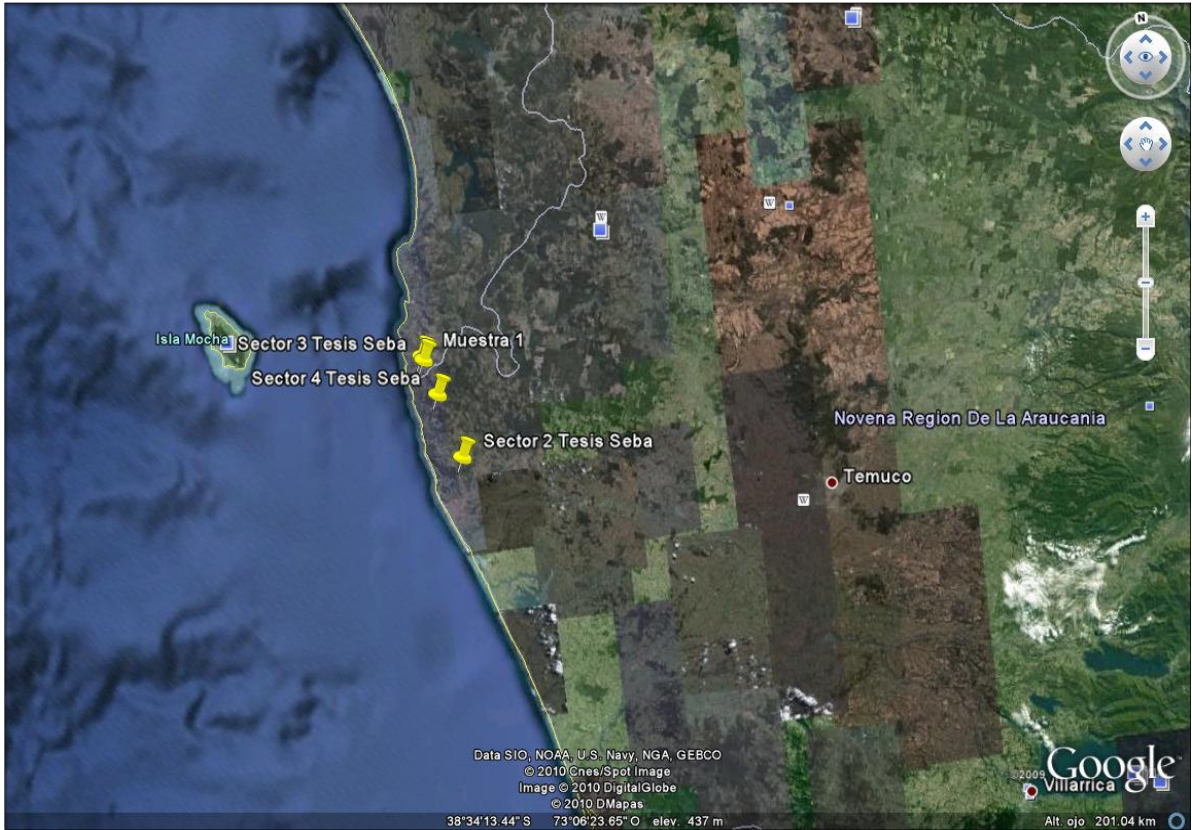 N
W
W
Isla Mocha
Sector 3 Tesis Seba
Muestra 1
Sector 4 Tesis Seba
Novena Region De La Araucania
Sector 2 Tesis Seba
Temuco
W
Data SIO, NOAA, U.S. Navy, NGA, GEBCO
© 2010 Cnes/Spot Image
Image © 2010 DigitalGlobe
© 2010 DMapas
©2009 Google
Villarrica
38°34'13.44" S 73°06'23.65" O elev. 437 m Alt. ojo 201.04 km